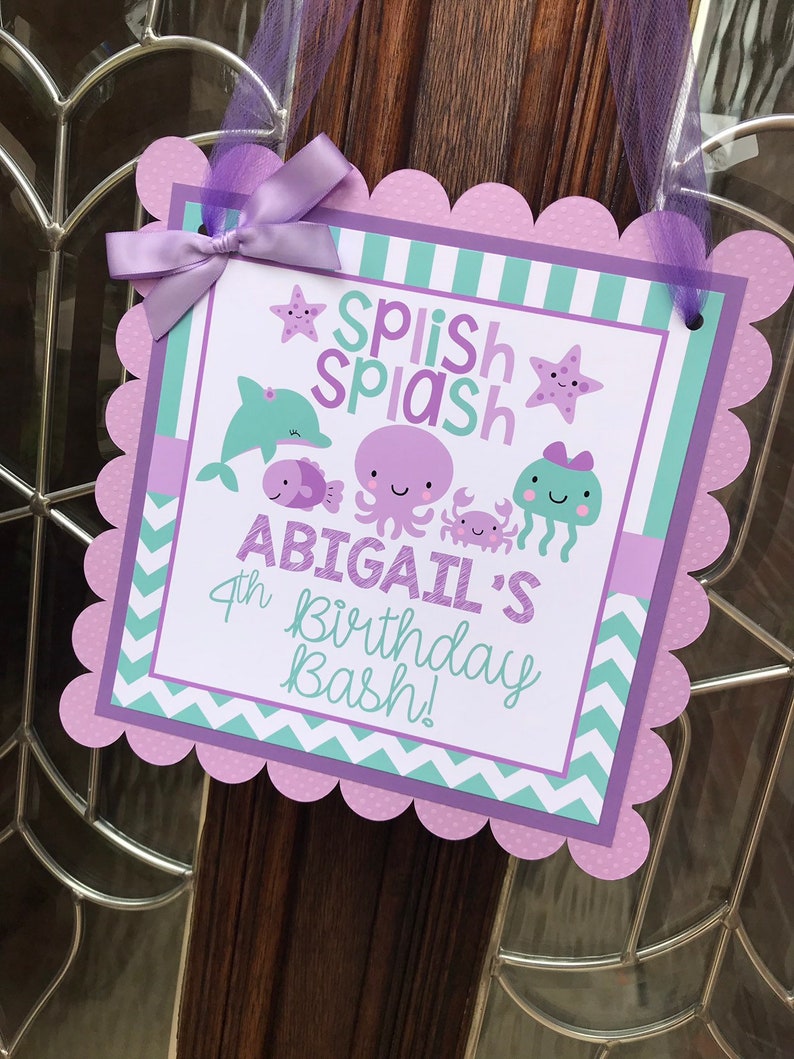 Splish
Splash
ABIGAIL'S
4th Birthday
Bash!